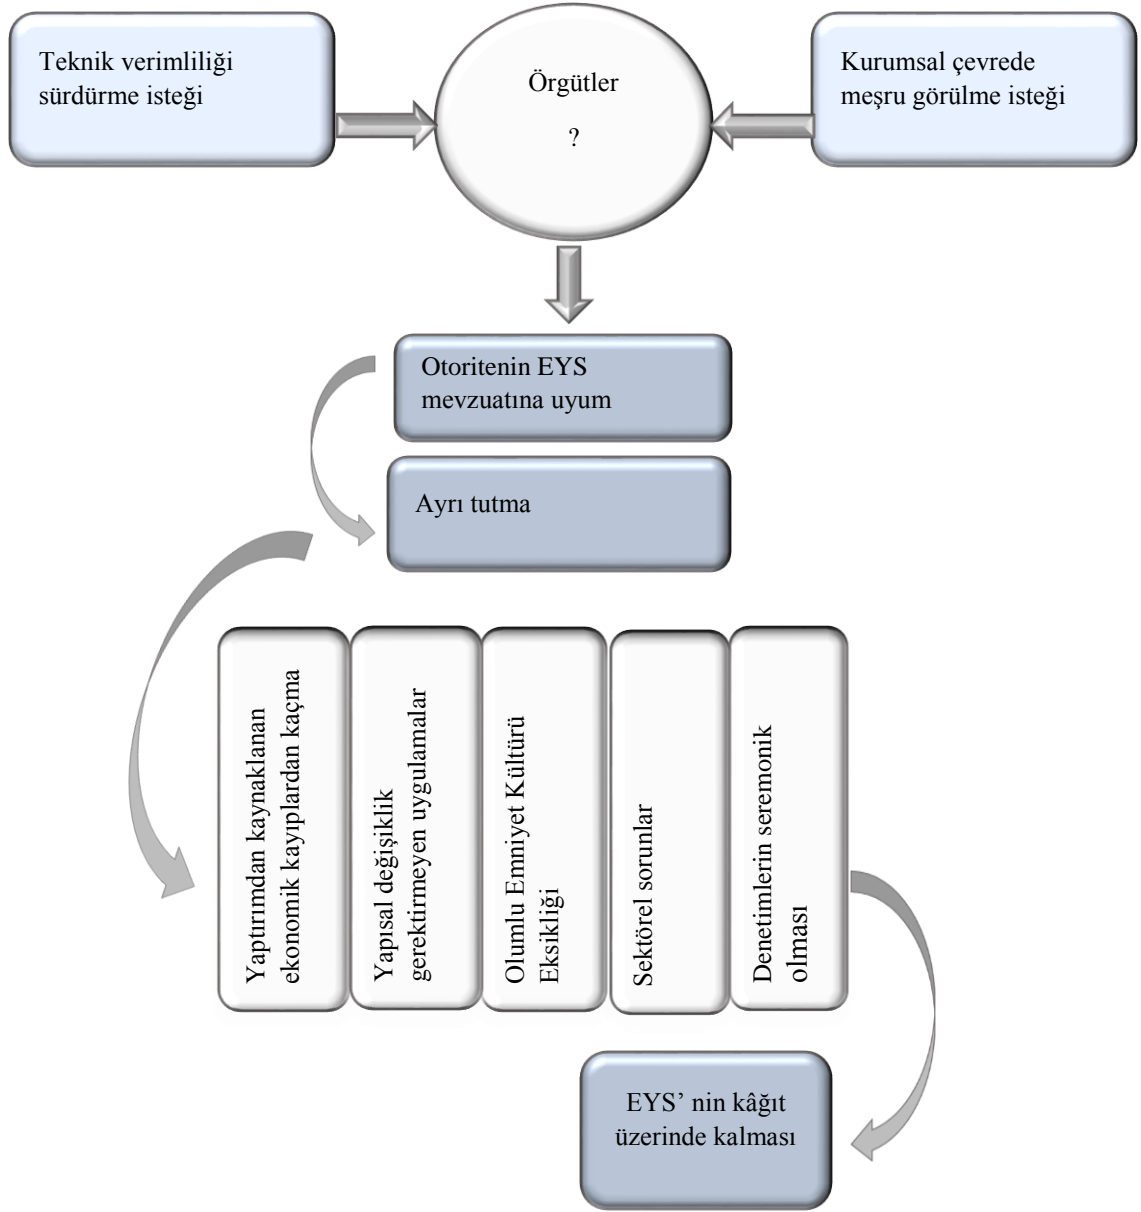 Teknik verimliliği
sürdürme isteği
Örgütler
?
Kurumsal çevrede
meşru görülme isteği
Otoritenin EYS
mevzuatına uyum
Ayrı tutma
Yaptırımdan kaynaklanan
ekonomik kayıplardan kaçma
Yapısal değişiklik
gerektirmeyen uygulamalar
Olumlu Emniyet Kültürü
Eksikliği
Sektörel sorunlar
Denetimlerin seremonik
olması
EYS’ nin kâğıt
üzerinde kalması